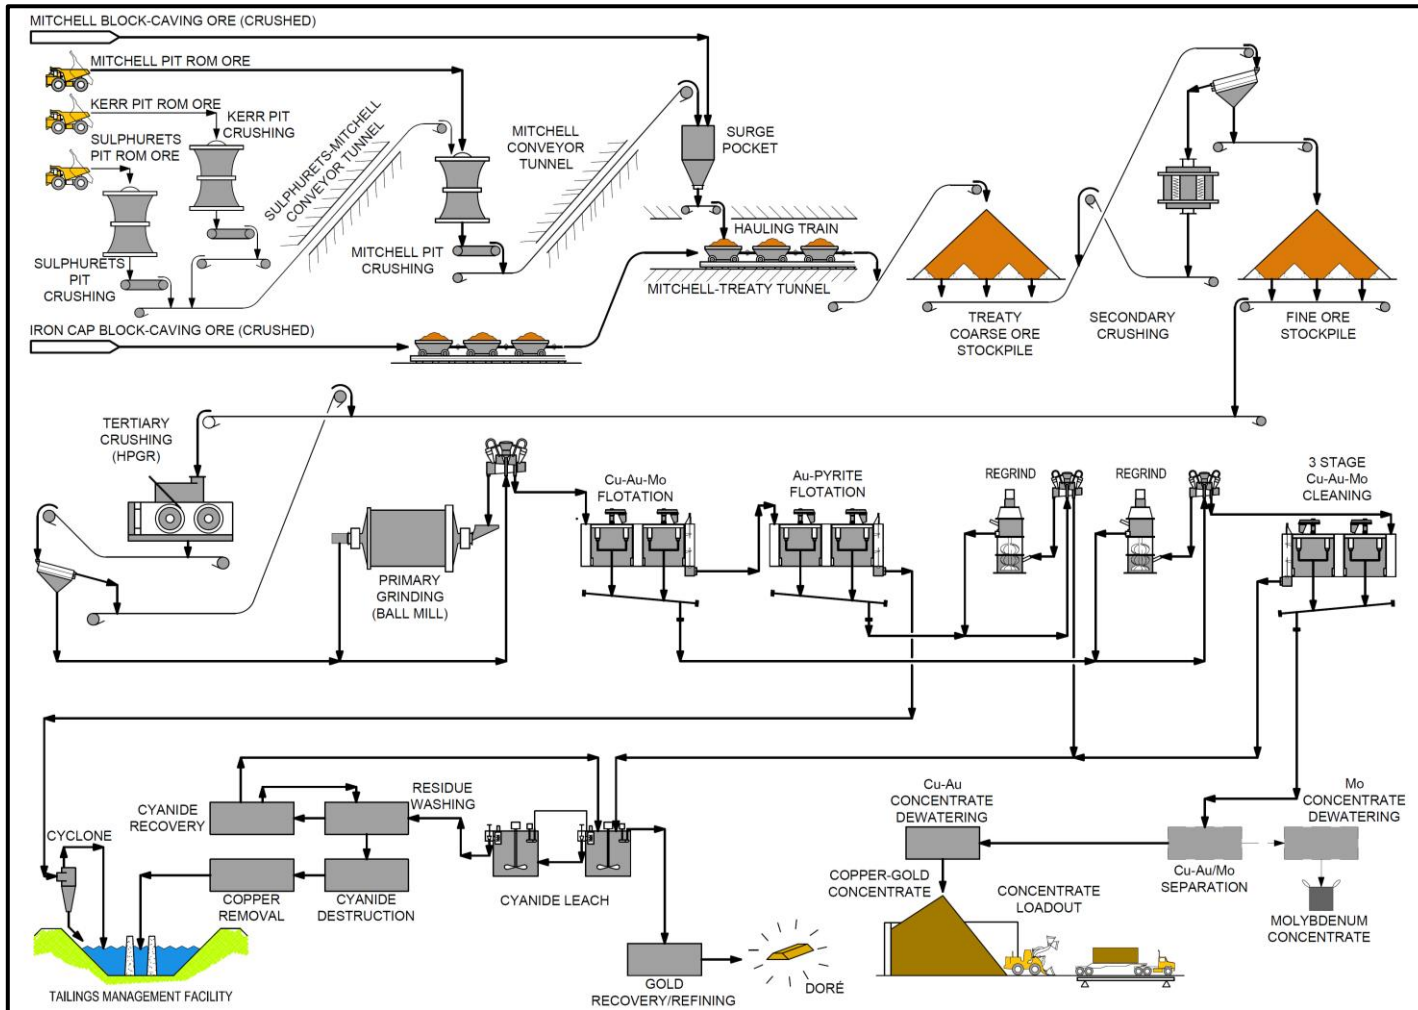 MITCHELL BLOCK-CAVING ORE (CRUSHED)
MITCHELL PIT ROM ORE
KERR PIT ROM ORE
KERR PIT
CRUSHING
SULPHURETS
PIT ROM ORE
SULPHURETS-MITCHELL
CONVEYOR TUNNEL
MITCHELL
CONVEYOR
TUNNEL
SURGE
POCKET
HAULING TRAIN
MITCHELL PIT
CRUSHING
MITCHELL-TREATY TUNNEL
SULPHURETS
PIT
CRUSHING
TREATY
COARSE ORE
STOCKPILE
SECONDARY
CRUSHING
FINE ORE
STOCKPILE
IRON CAP BLOCK-CAVING ORE (CRUSHED)
TERTIARY
CRUSHING
(HPGR)
PRIMARY
GRINDING
(BALL MILL)
Cu-Au-Mo
FLOTATION
Au-PYRITE
FLOTATION
REGRIND
REGRIND
3 STAGE
Cu-Au-Mo
CLEANING
CYANIDE
RECOVERY
RESIDUE
WASHING
CYCLONE
COPPER
REMOVAL
CYANIDE
DESTRUCTION
CYANIDE LEACH
Cu-Au
CONCENTRATE
DEWATERING
Mo
CONCENTRATE
DEWATERING
Cu-Au/Mo
SEPARATION
COPPER-GOLD
CONCENTRATE
CONCENTRATE
LOADOUT
MOLYBDENUM
CONCENTRATE
TAILINGS MANAGEMENT FACILITY
GOLD
RECOVERY/REFINING
DORÉ